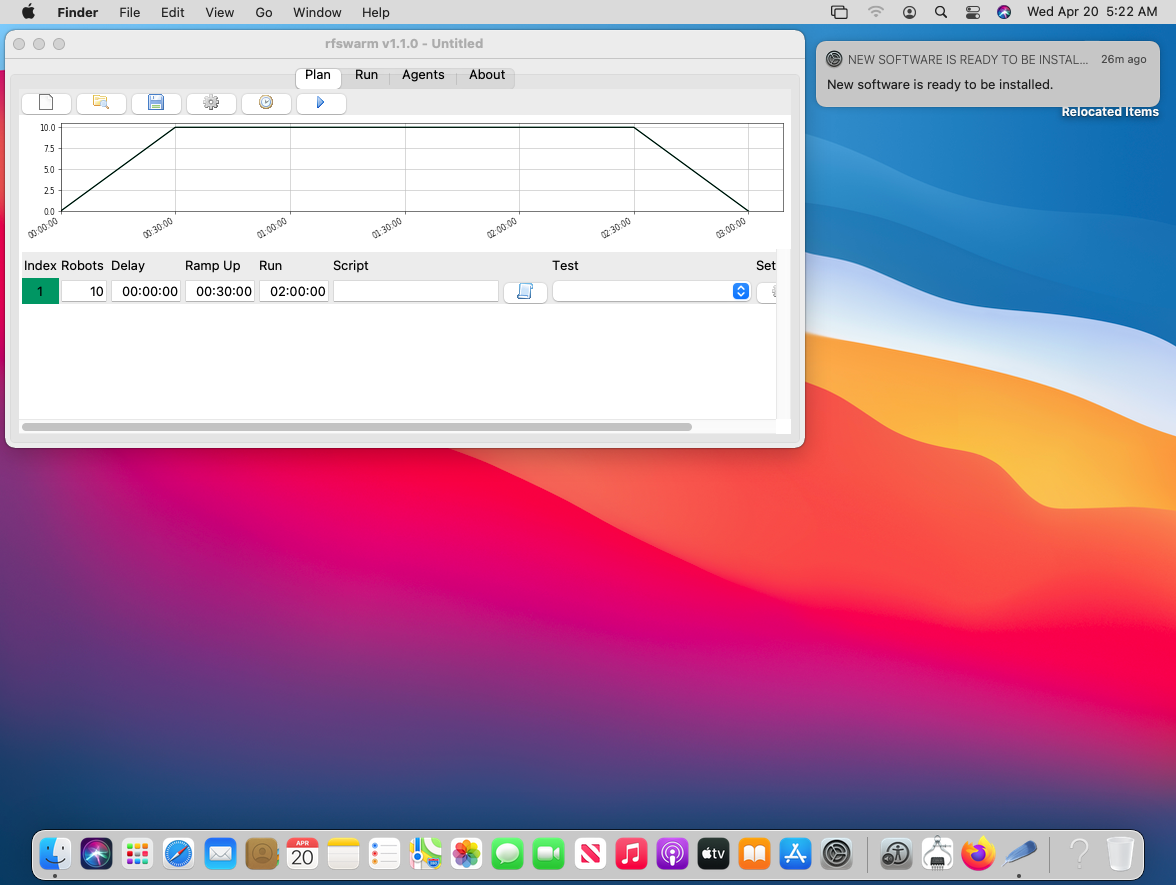 Finder File Edit View Go Window Help Wed Apr 20 5:22 AM
rfswarm v1.1.0 - Untitled
Plan Run Agents About
10.0
7.5
5.0
2.5
0.0
00:00:00 00:30:00 01:00:00 01:30:00 02:00:00 02:30:00 03:00:00
Index Robots Delay Ramp Up Run Script Test Set
1 10 00:00:00 00:30:00 02:00:00
NEW SOFTWARE IS READY TO BE INSTAL... 26m ago
New software is ready to be installed.
Relocated Items
APR
20
tv